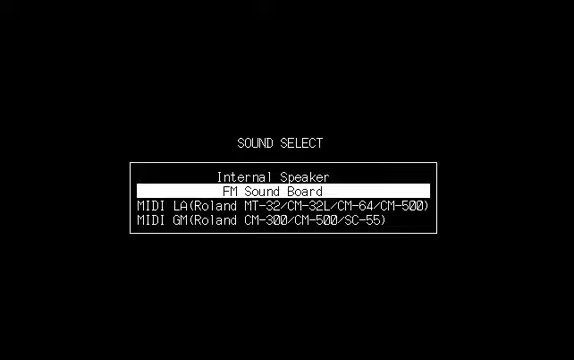 SOUND SELECT
Internal Speaker
FM Sound Board
MIDI LA(Roland MT-32/CM-32L/CM-64/CM-500)
MIDI GM(Roland CM-300/CM-500/SC-55)